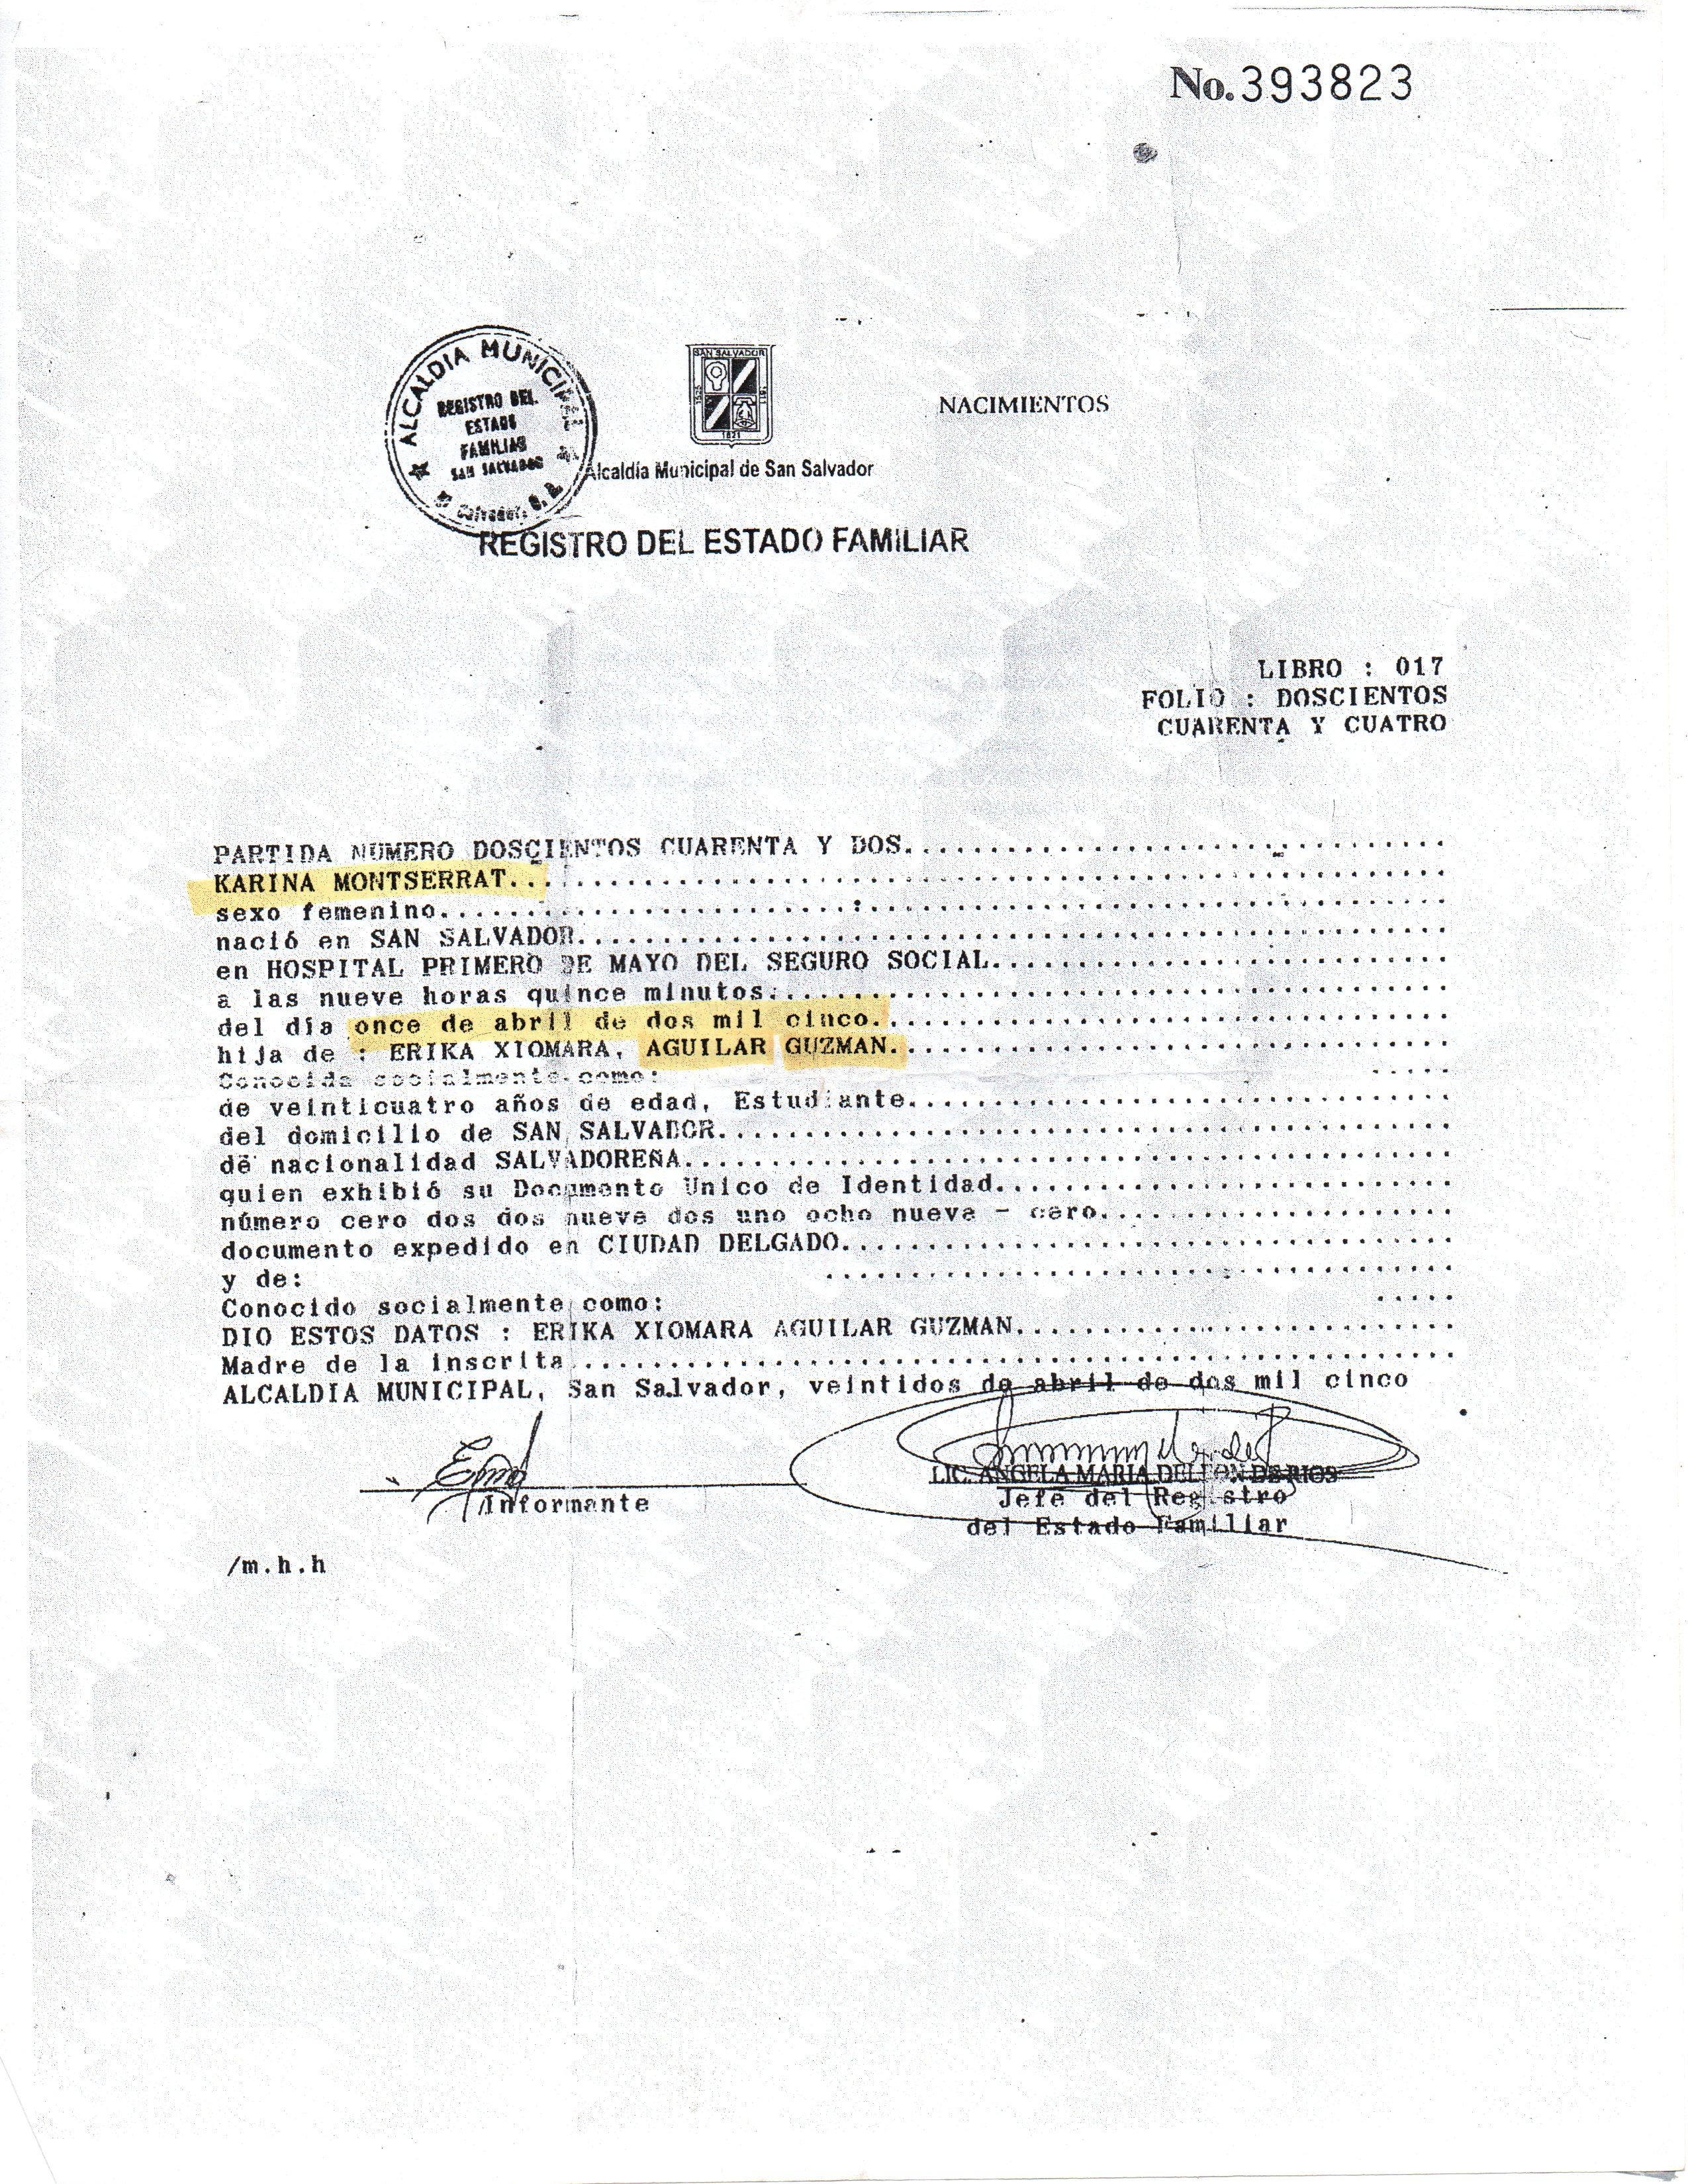 No. 393823
ALCALDIA MUNICIPAL
REGISTRO DEL
ESTADO
FAMILIAR
SAN SALVADOR
Salvador, S. A.
SAN SALVADOR
1821
NACIMIENTOS
Alcaldía Municipal de San Salvador
REGISTRO DEL ESTADO FAMILIAR
LIBRO : 017
FOLIO : DOSCIENTOS
CUARENTA Y CUATRO
PARTIDA NUMERO DOSCIENTOS CUARENTA Y DOS
KARINA MONTSERRAT
sexo femenino
nació en SAN SALVADOR
en HOSPITAL PRIMERO DE MAYO DEL SEGURO SOCIAL
a las nueve horas quince minutos
del día once de abril de dos mil cinco
hija de : ERIKA XIOMARA, AGUILAR GUZMAN
Conocida socialmente como:
de veinticuatro años de edad, Estudiante
del domicilio de SAN SALVADOR
de nacionalidad SALVADOREÑA
quien exhibió su Documento Unico de Identidad
número cero dos dos nueve dos uno ocho nueve - cero
documento expedido en CIUDAD DELGADO
y de:
Conocido socialmente como:
DIO ESTOS DATOS : ERIKA XIOMARA AGUILAR GUZMAN
Madre de la inscrita
ALCALDIA MUNICIPAL, San Salvador, veintidos de abril de dos mil cinco
LIC. ANGELA MARIA DELEON DE RIOS
Informante
Jefe del Registro
del Estado Familiar
/m.h.h